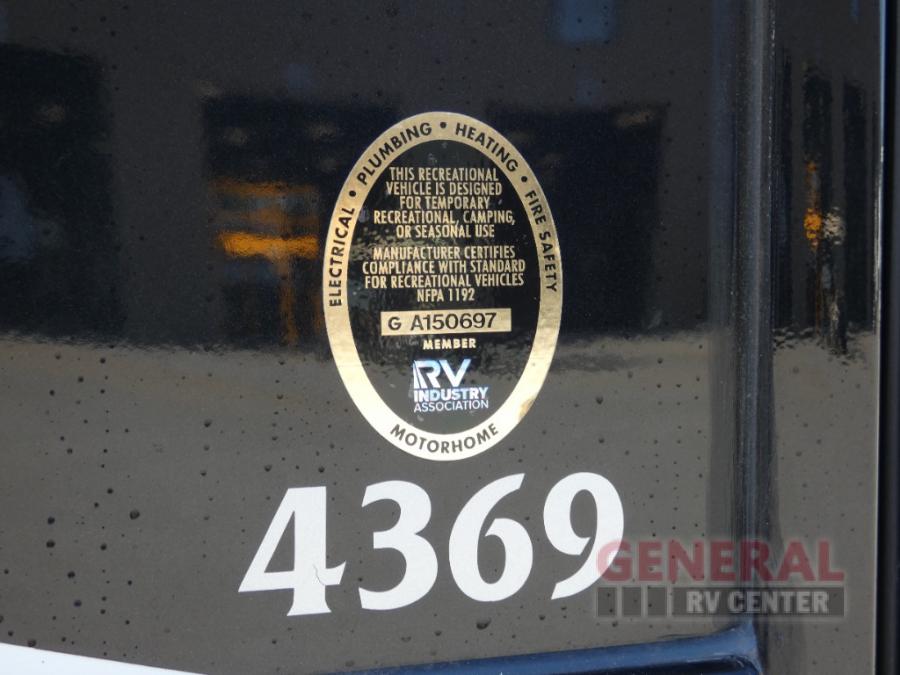 ELECTRICAL • PLUMBING • HEATING • FIRE SAFETY
THIS RECREATIONAL
VEHICLE IS DESIGNED
FOR TEMPORARY
RECREATIONAL, CAMPING,
OR SEASONAL USE
MANUFACTURER CERTIFIES
COMPLIANCE WITH STANDARD
FOR RECREATIONAL VEHICLES
NFPA 1192
G A150697
MEMBER
RV
INDUSTRY
ASSOCIATION
MOTORHOME
4369
GENERAL
RV CENTER